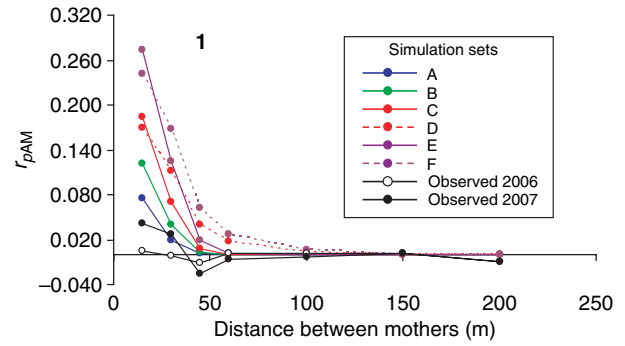 0.320
0.260
0.200
0.140
0.080
0.020
−0.040
rpAM
1
Simulation sets
A
B
C
D
E
F
Observed 2006
Observed 2007
0
50
100
150
200
250
Distance between mothers (m)